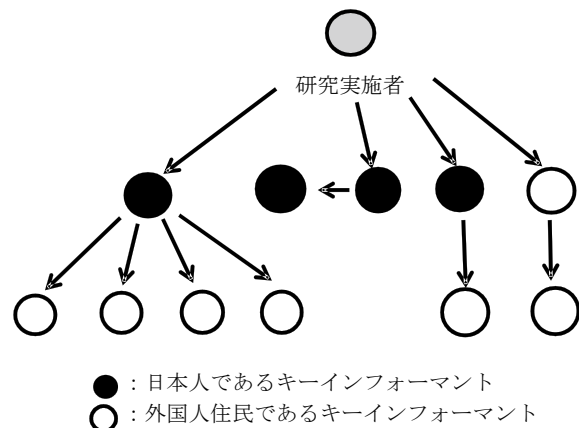 研究実施者
：日本人であるキーインフォーマント
：外国人住民であるキーインフォーマント